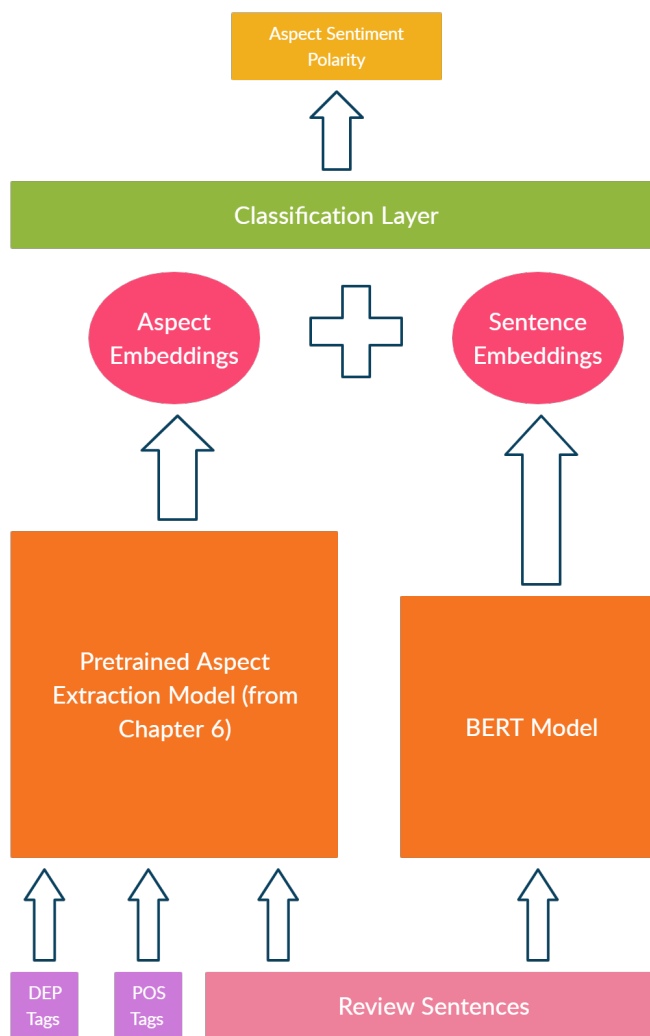 Aspect Sentiment
Polarity
Classification Layer
Aspect
Embeddings
Sentence
Embeddings
Pretrained Aspect
Extraction Model (from
Chapter 6)
BERT Model
DEP
Tags
POS
Tags
Review Sentences